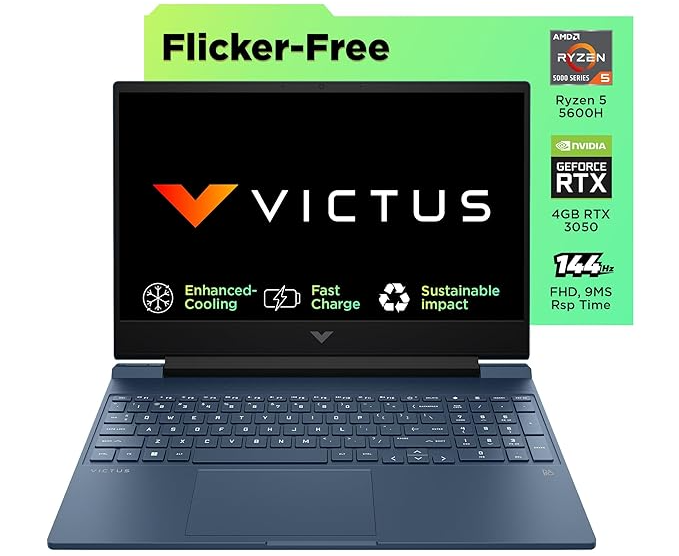 Flicker-Free
AMD
RYZEN
5000 SERIES 5
Ryzen 5
5600H
NVIDIA
GEFORCE
RTX
4GB RTX
3050
144Hz
FHD, 9MS
Rsp Time
VICTUS
Enhanced-
Cooling
Fast
Charge
Sustainable
impact
Q W E R T Y U I O P
A S D F G H J K L
Z X C V B N M
VICTUS